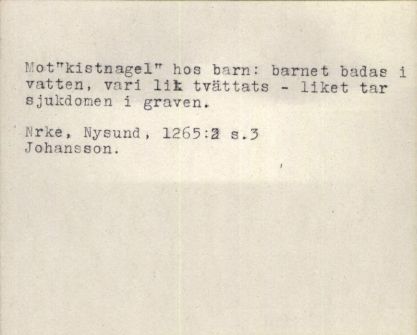 Mot"kistnagel" hos barn: barnet badas i
vatten, vari lik tvättats - liket tar
sjukdomen i graven.
Nrke, Nysund, 1265:2 s.3
Johansson.